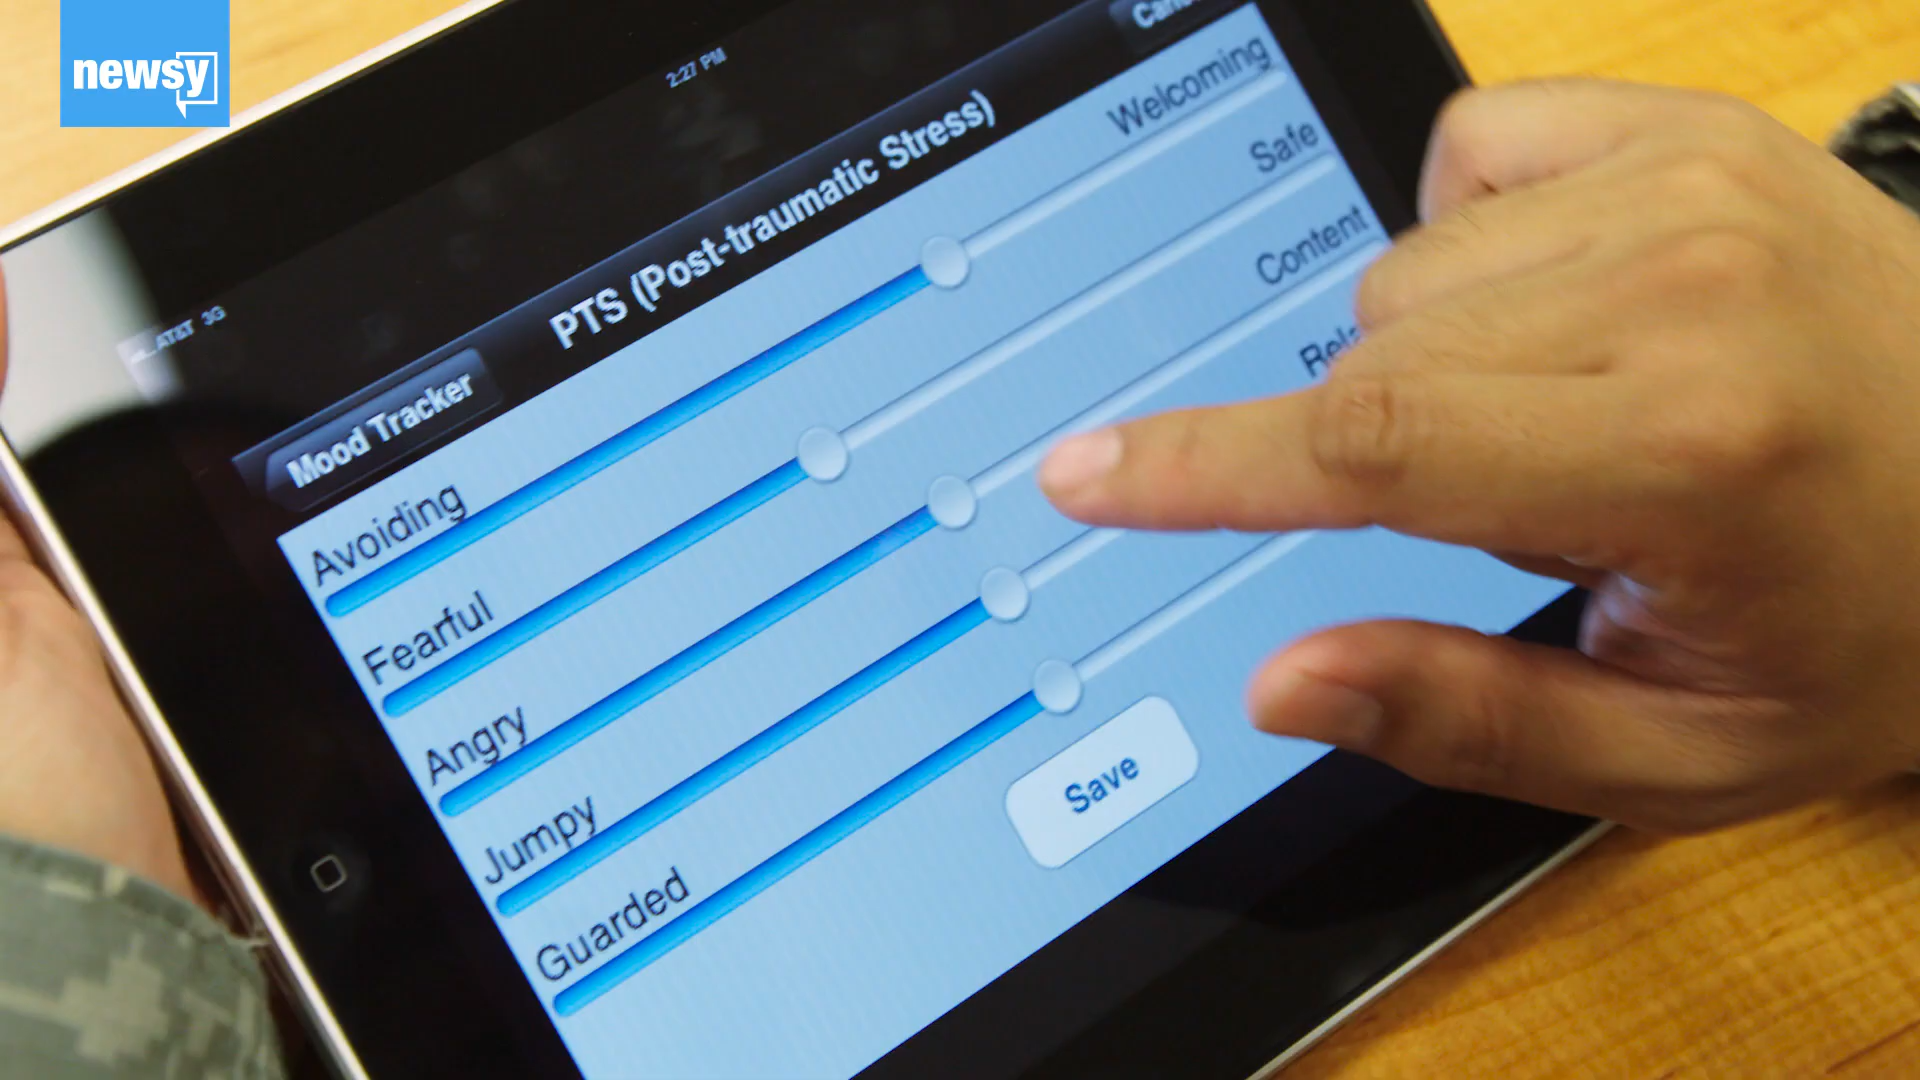 newsy
AT&T 3G
2:27 PM
Mood Tracker
PTS (Post-traumatic Stress)
Avoiding
Welcoming
Fearful
Safe
Angry
Content
Jumpy
Guarded
Save